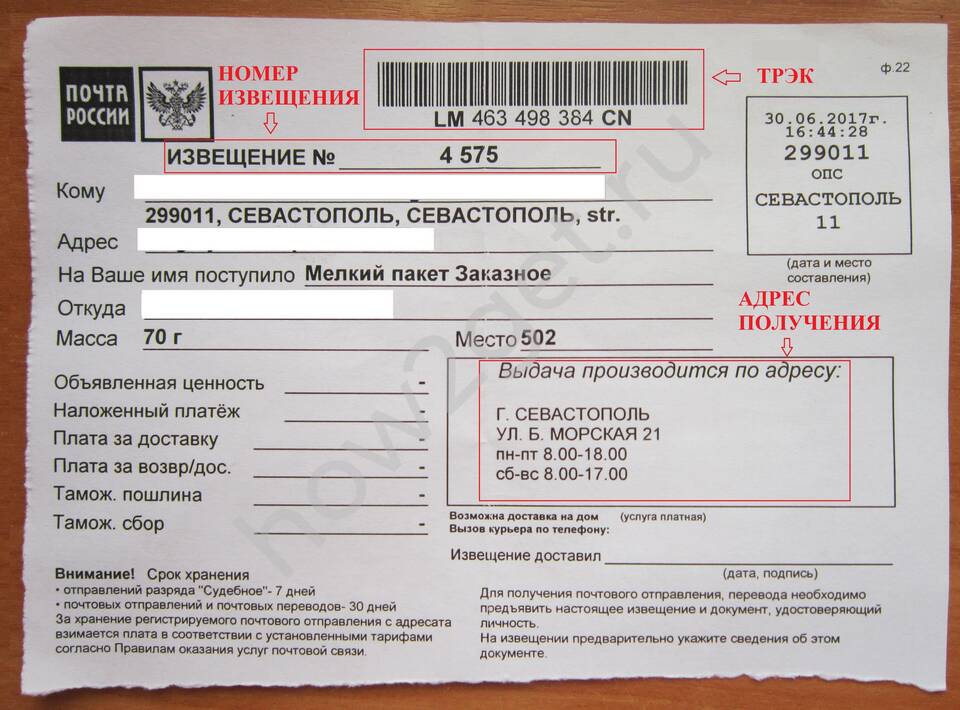 ПОЧТА
РОССИИ
НОМЕР
ИЗВЕЩЕНИЯ
LM 463 498 384 CN
ТРЭК
ф.22
ИЗВЕЩЕНИЕ № 4 575
30.06.2017г.
16:44:28
299011
ОПС
СЕВАСТОПОЛЬ
11
(дата и место
составления)
Кому
299011, СЕВАСТОПОЛЬ, СЕВАСТОПОЛЬ, str.
Адрес
На Ваше имя поступило Мелкий пакет Заказное
Откуда
Масса 70 г Место 502
АДРЕС
ПОЛУЧЕНИЯ
Объявленная ценность -
Наложенный платёж -
Плата за доставку -
Плата за возвр/дос. -
Тамож. пошлина -
Тамож. сбор -
Выдача производится по адресу:
Г. СЕВАСТОПОЛЬ
УЛ. Б. МОРСКАЯ 21
пн-пт 8.00-18.00
сб-вс 8.00-17.00
Возможна доставка на дом (услуга платная)
Вызов курьера по телефону:
Извещение доставил
(дата, подпись)
Внимание! Срок хранения
• отправлений разряда "Судебное"- 7 дней
• почтовых отправлений и почтовых переводов- 30 дней
За хранение регистрируемого почтового отправления с адресата
взимается плата в соответствии с установленными тарифами
согласно Правилам оказания услуг почтовой связи.
Для получения почтового отправления, перевода необходимо
предъявить настоящее извещение и документ, удостоверяющий
личность.
На извещении предварительно укажите сведения об этом
документе.
how2get.ru